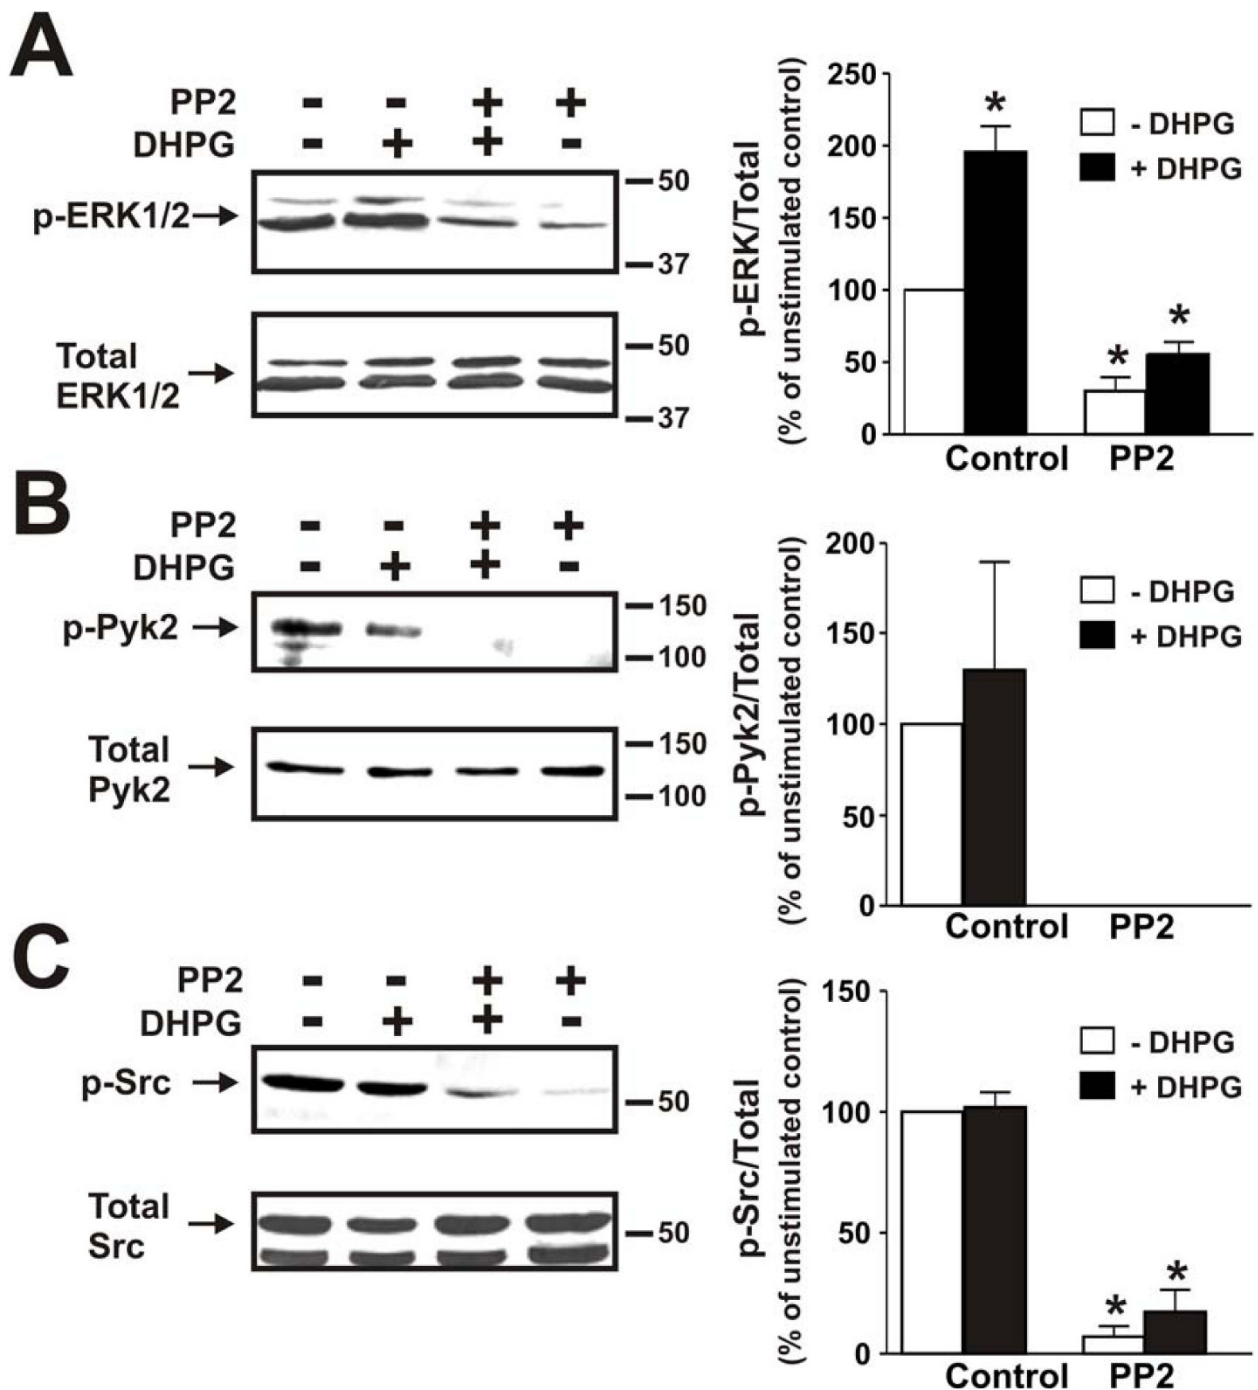 A
PP2 - - + +
DHPG - + + -
p-ERK1/2
50
37
Total
ERK1/2
50
37
p-ERK/Total
(% of unstimulated control)
250
200
150
100
50
0
*
*
*
- DHPG
+ DHPG
Control PP2
B
PP2 - - + +
DHPG - + + -
p-Pyk2
150
100
Total
Pyk2
150
100
p-Pyk2/Total
(% of unstimulated control)
200
150
100
50
0
- DHPG
+ DHPG
Control PP2
C
PP2 - - + +
DHPG - + + -
p-Src
50
Total
Src
50
p-Src/Total
(% of unstimulated control)
150
100
50
0
*
*
- DHPG
+ DHPG
Control PP2